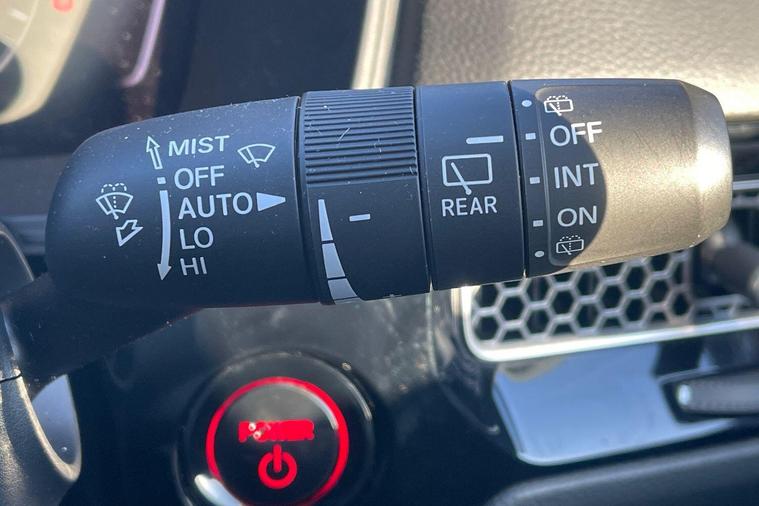 MIST
OFF
AUTO
LO
HI
REAR
OFF
INT
ON
POWER